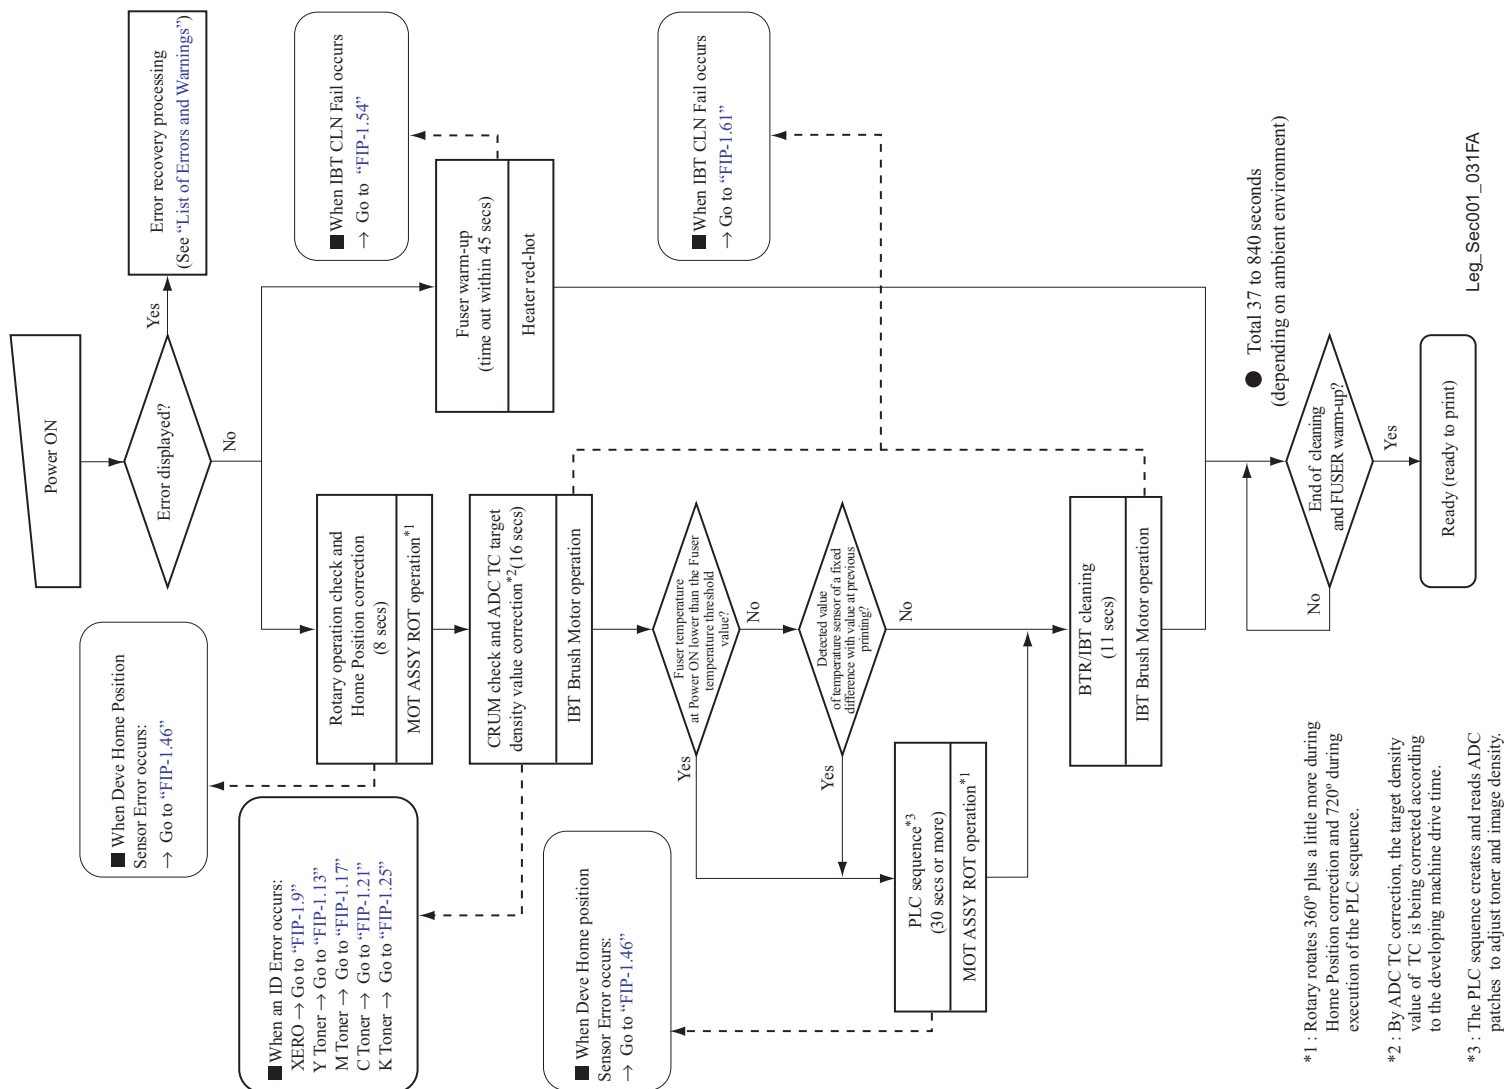 Power ON
Error displayed?
Yes
Error recovery processing
(See “List of Errors and Warnings”)
No
■ When Deve Home Position
Sensor Error occurs:
→ Go to “FIP-1.46”
Rotary operation check and
Home Position correction
(8 secs)
MOT ASSY ROT operation*1
■ When an ID Error occurs:
XERO → Go to “FIP-1.9”
Y Toner → Go to “FIP-1.13”
M Toner → Go to “FIP-1.17”
C Toner → Go to “FIP-1.21”
K Toner → Go to “FIP-1.25”
CRUM check and ADC TC target
density value correction*2(16 secs)
IBT Brush Motor operation
Fuser warm-up
(time out within 45 secs)
Heater red-hot
■ When IBT CLN Fail occurs
→ Go to “FIP-1.54”
Fuser temperature
at Power ON lower than the Fuser
temperature threshold
value?
Yes
No
Detected value
of temperature sensor of a fixed
difference with value at previous
printing?
Yes
No
■ When Deve Home position
Sensor Error occurs:
→ Go to “FIP-1.46”
PLC sequence*3
(30 secs or more)
MOT ASSY ROT operation*1
■ When IBT CLN Fail occurs
→ Go to “FIP-1.61”
BTR/IBT cleaning
(11 secs)
IBT Brush Motor operation
● Total 37 to 840 seconds
(depending on ambient environment)
End of cleaning
and FUSER warm-up?
No
Yes
Ready (ready to print)
*1 : Rotary rotates 360º plus a little more during
Home Position correction and 720º during
execution of the PLC sequence.
*2 : By ADC TC correction, the target density
value of TC is being corrected according
to the developing machine drive time.
*3 : The PLC sequence creates and reads ADC
patches to adjust toner and image density.
Leg_Sec001_031FA